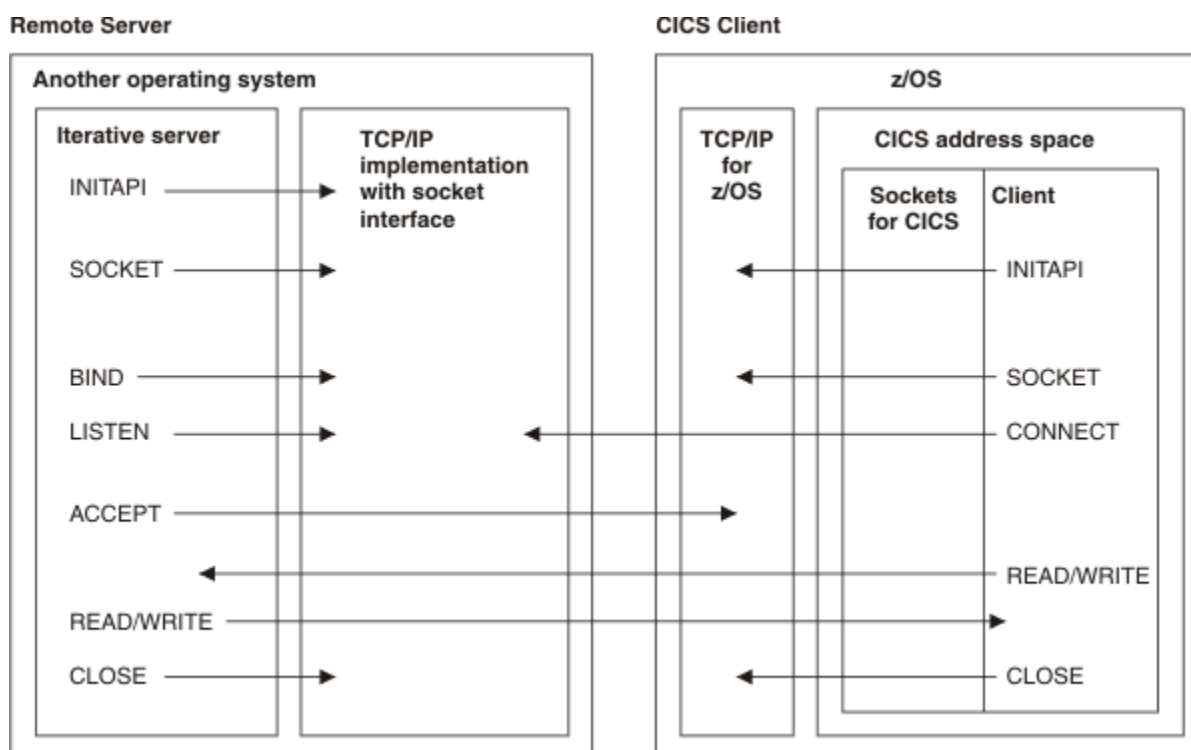 Remote Server
CICS Client
Another operating system
z/OS
Iterative server
TCP/IP
implementation
with socket
interface
TCP/IP
for
z/OS
CICS address space
Sockets
for CICS
Client
INITAPI
SOCKET
INITAPI
BIND
SOCKET
LISTEN
CONNECT
ACCEPT
READ/WRITE
READ/WRITE
CLOSE
CLOSE